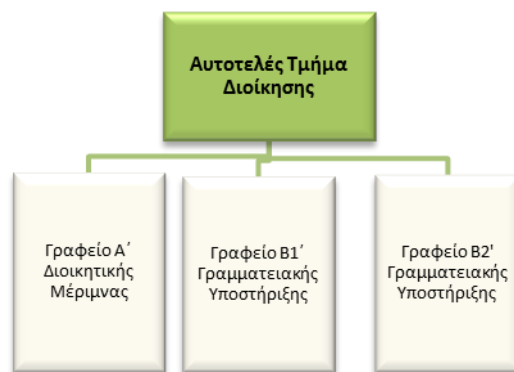 Αυτοτελές Τμήμα
Διοίκησης
Γραφείο Α΄
Διοικητικής
Μέριμνας
Γραφείο Β1΄
Γραμματειακής
Υποστήριξης
Γραφείο Β2'
Γραμματειακής
Υποστήριξης